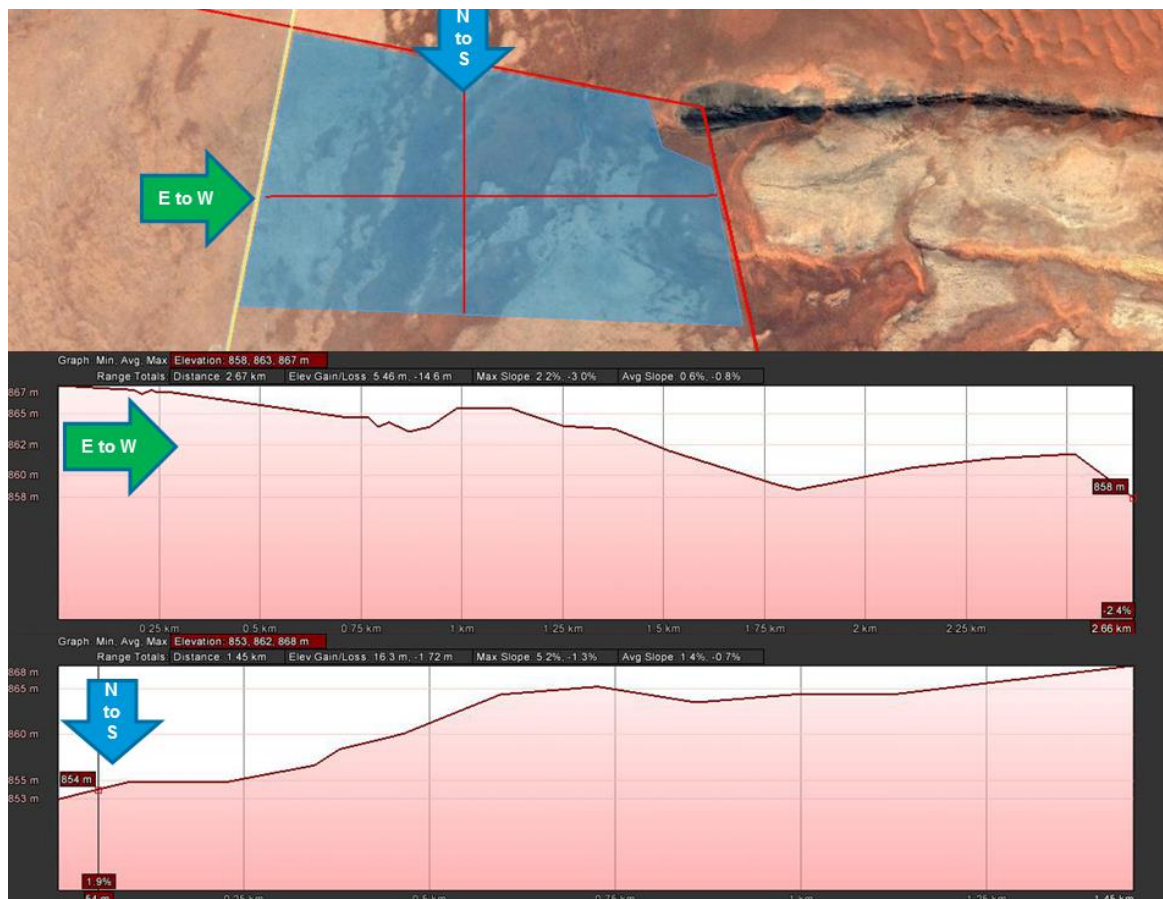 N
to
S
E to W
Graph: Min, Avg, Max Elevation: 858, 863, 867 m
Range Totals: Distance: 2.67 km Elev Gain/Loss: 5.46 m, -14.6 m Max Slope: 2.2%, -3.0% Avg Slope: 0.6%, -0.8%
867 m
865 m
E to W
862 m
860 m
858 m
858 m
-2.4%
0.25 km 0.5 km 0.75 km 1 km 1.25 km 1.5 km 1.75 km 2 km 2.25 km 2.66 km
Graph: Min, Avg, Max Elevation: 853, 862, 868 m
Range Totals: Distance: 1.45 km Elev Gain/Loss: 16.3 m, -1.72 m Max Slope: 5.2%, -1.3% Avg Slope: 1.4%, -0.7%
868 m
865 m
N
to
S
860 m
855 m
854 m
853 m
1.9%
54 m 0.25 km 0.5 km 0.75 km 1 km 1.25 km 1.45 km